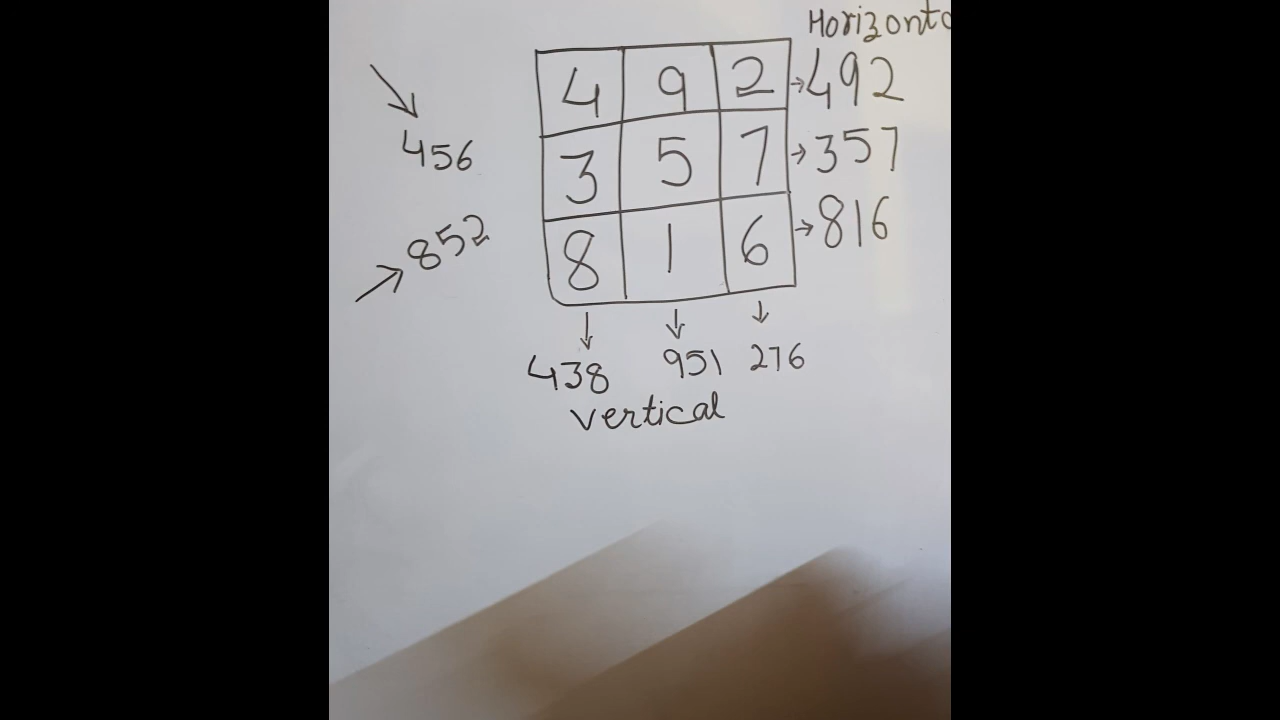 Horizonta
4 9 2 → 492
456
3 5 7 → 357
852
8 1 6 → 816
438 951 276
vertical